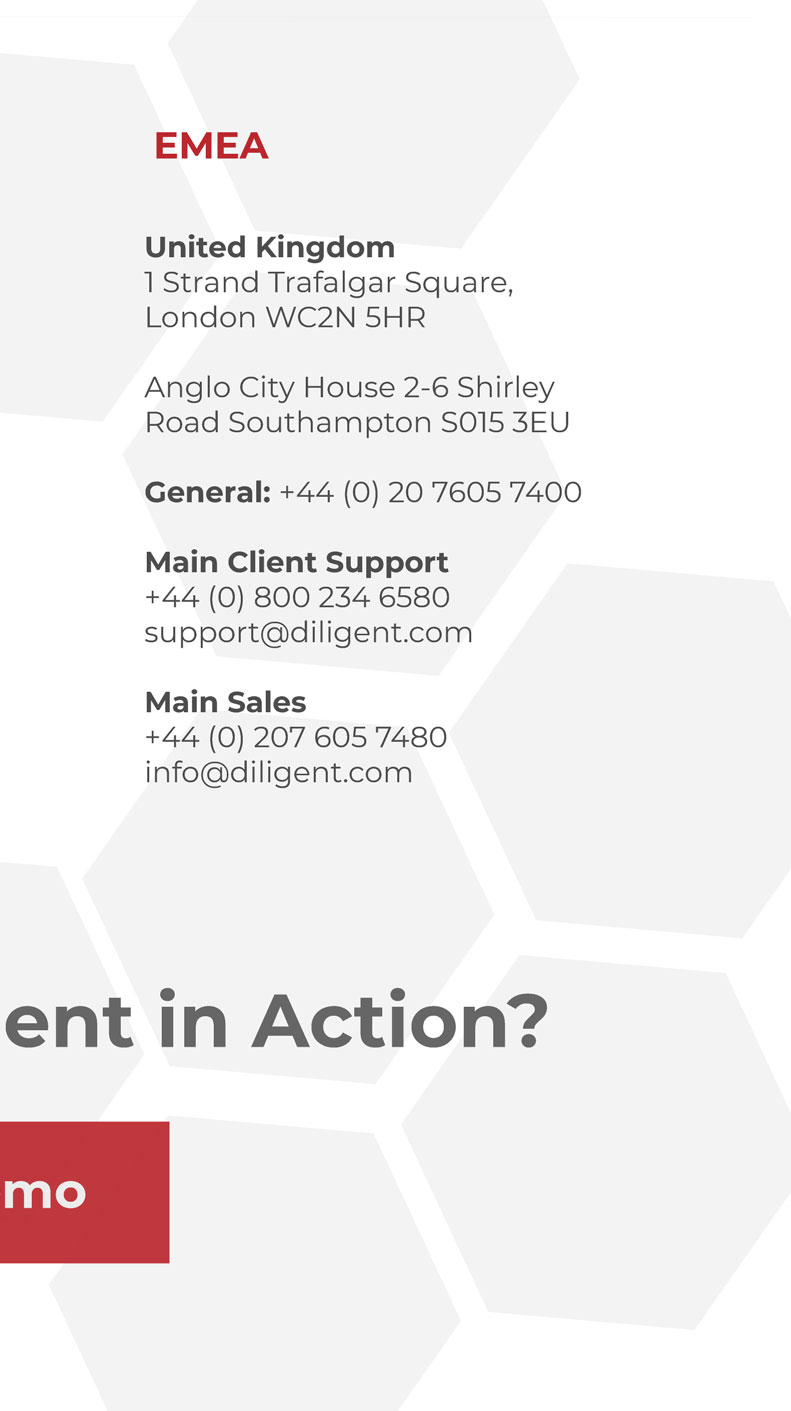 EMEA
United Kingdom
1 Strand Trafalgar Square,
London WC2N 5HR
Anglo City House 2-6 Shirley
Road Southampton S015 3EU
General: +44 (0) 20 7605 7400
Main Client Support
+44 (0) 800 234 6580
support@diligent.com
Main Sales
+44 (0) 207 605 7480
info@diligent.com
ent in Action?
mo